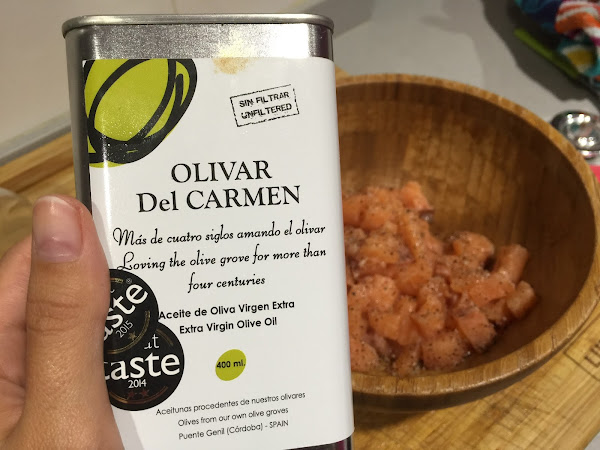 SIN FILTRAR
UNFILTERED
OLIVAR
Del CARMEN
Más de cuatro siglos amando el olivar
Loving the olive grove for more than
four centuries
Aceite de Oliva Virgen Extra
Extra Virgin Olive Oil
400 ml.
taste
2015
taste
2014
Aceitunas procedentes de nuestros olivares
Olives from our own olive groves
Puente Genil (Córdoba) - SPAIN